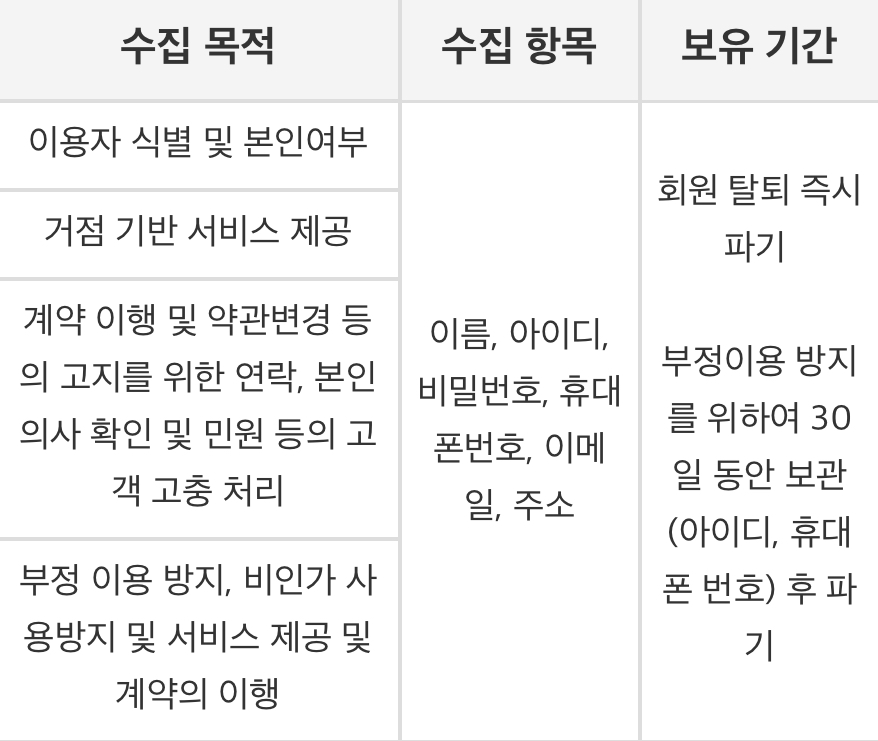 수집 목적
수집 항목
보유 기간
이용자 식별 및 본인여부
거점 기반 서비스 제공
계약 이행 및 약관변경 등
의 고지를 위한 연락, 본인
의사 확인 및 민원 등의 고
객 고충 처리
부정 이용 방지, 비인가 사
용방지 및 서비스 제공 및
계약의 이행
이름, 아이디,
비밀번호, 휴대
폰번호, 이메
일, 주소
회원 탈퇴 즉시
파기
부정이용 방지
를 위하여 30
일 동안 보관
(아이디, 휴대
폰 번호) 후 파
기